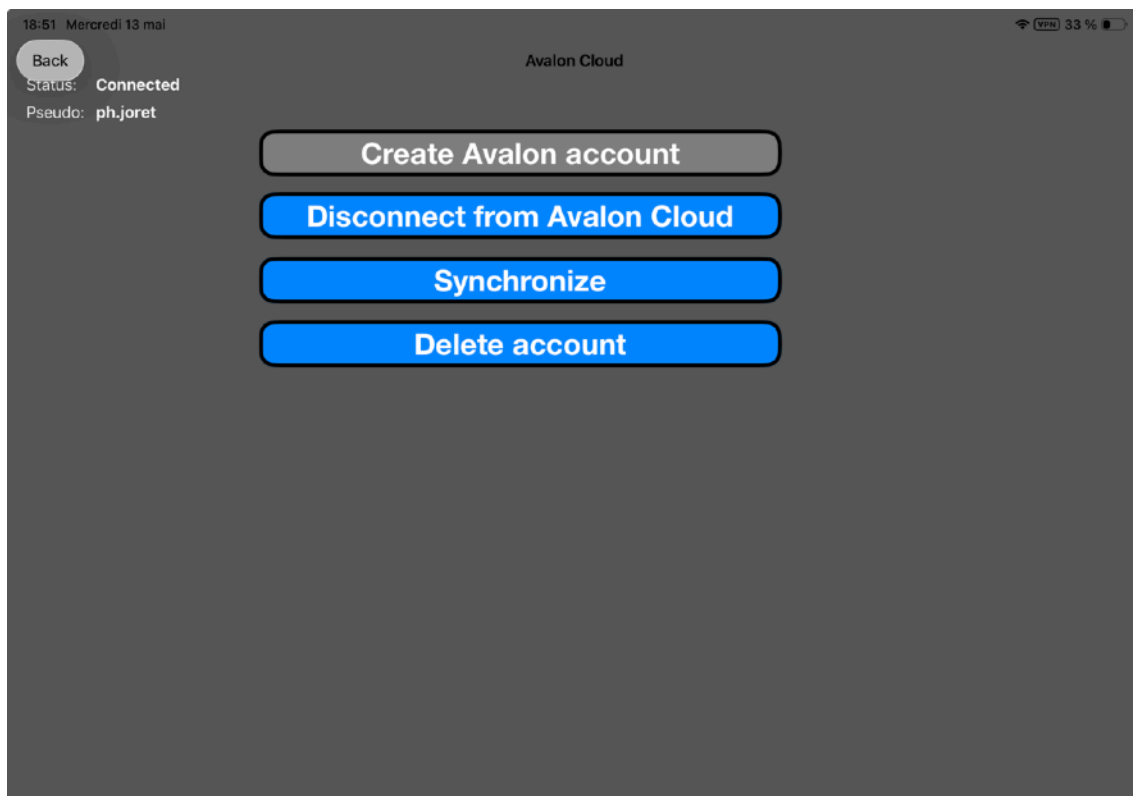 18:51 Mercredi 13 mai VPN 33 %
Back
Avalon Cloud
Status: Connected
Pseudo: ph.joret
Create Avalon account
Disconnect from Avalon Cloud
Synchronize
Delete account